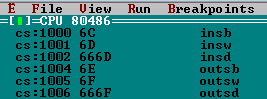 E File View Run Breakpoints
[▮]=CPU 80486
cs:1000 6C insb
cs:1001 6D insw
cs:1002 666D insd
cs:1004 6E outsb
cs:1005 6F outsw
cs:1006 666F outsd